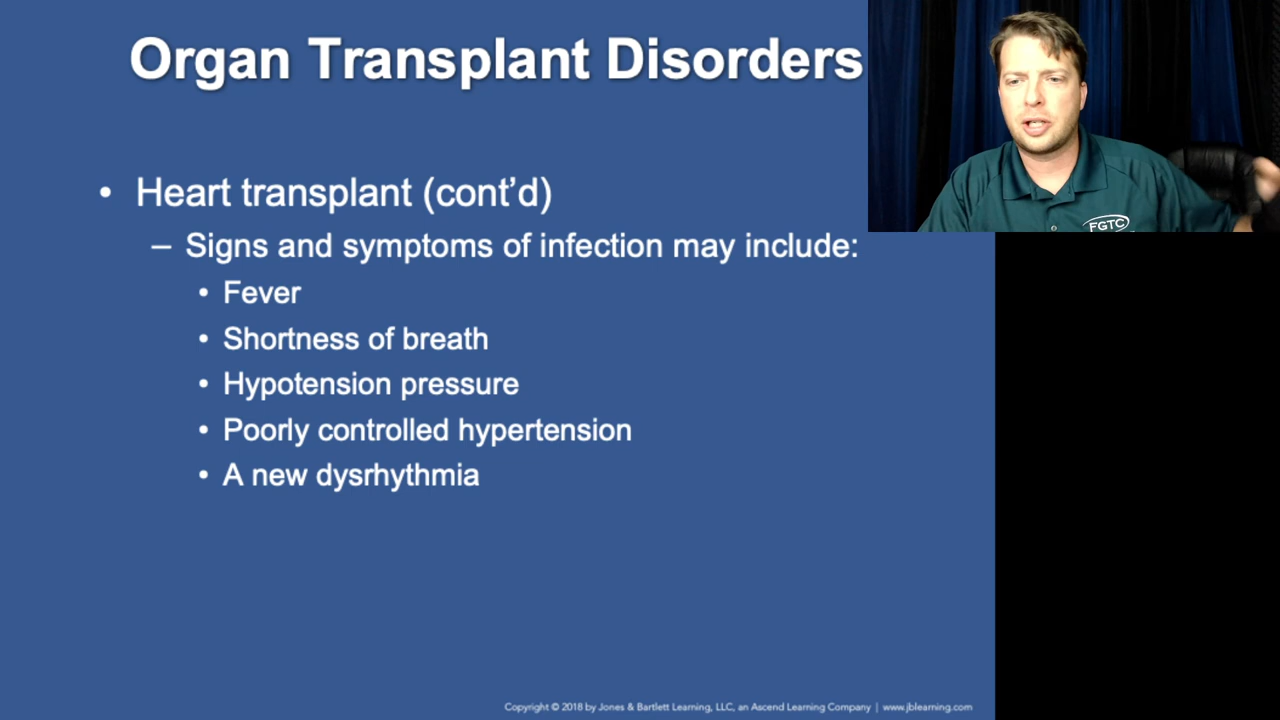 Organ Transplant Disorders
• Heart transplant (cont’d)
– Signs and symptoms of infection may include:
• Fever
• Shortness of breath
• Hypotension pressure
• Poorly controlled hypertension
• A new dysrhythmia
FGTC
Copyright © 2018 by Jones & Bartlett Learning, LLC, an Ascend Learning Company | www.jblearning.com